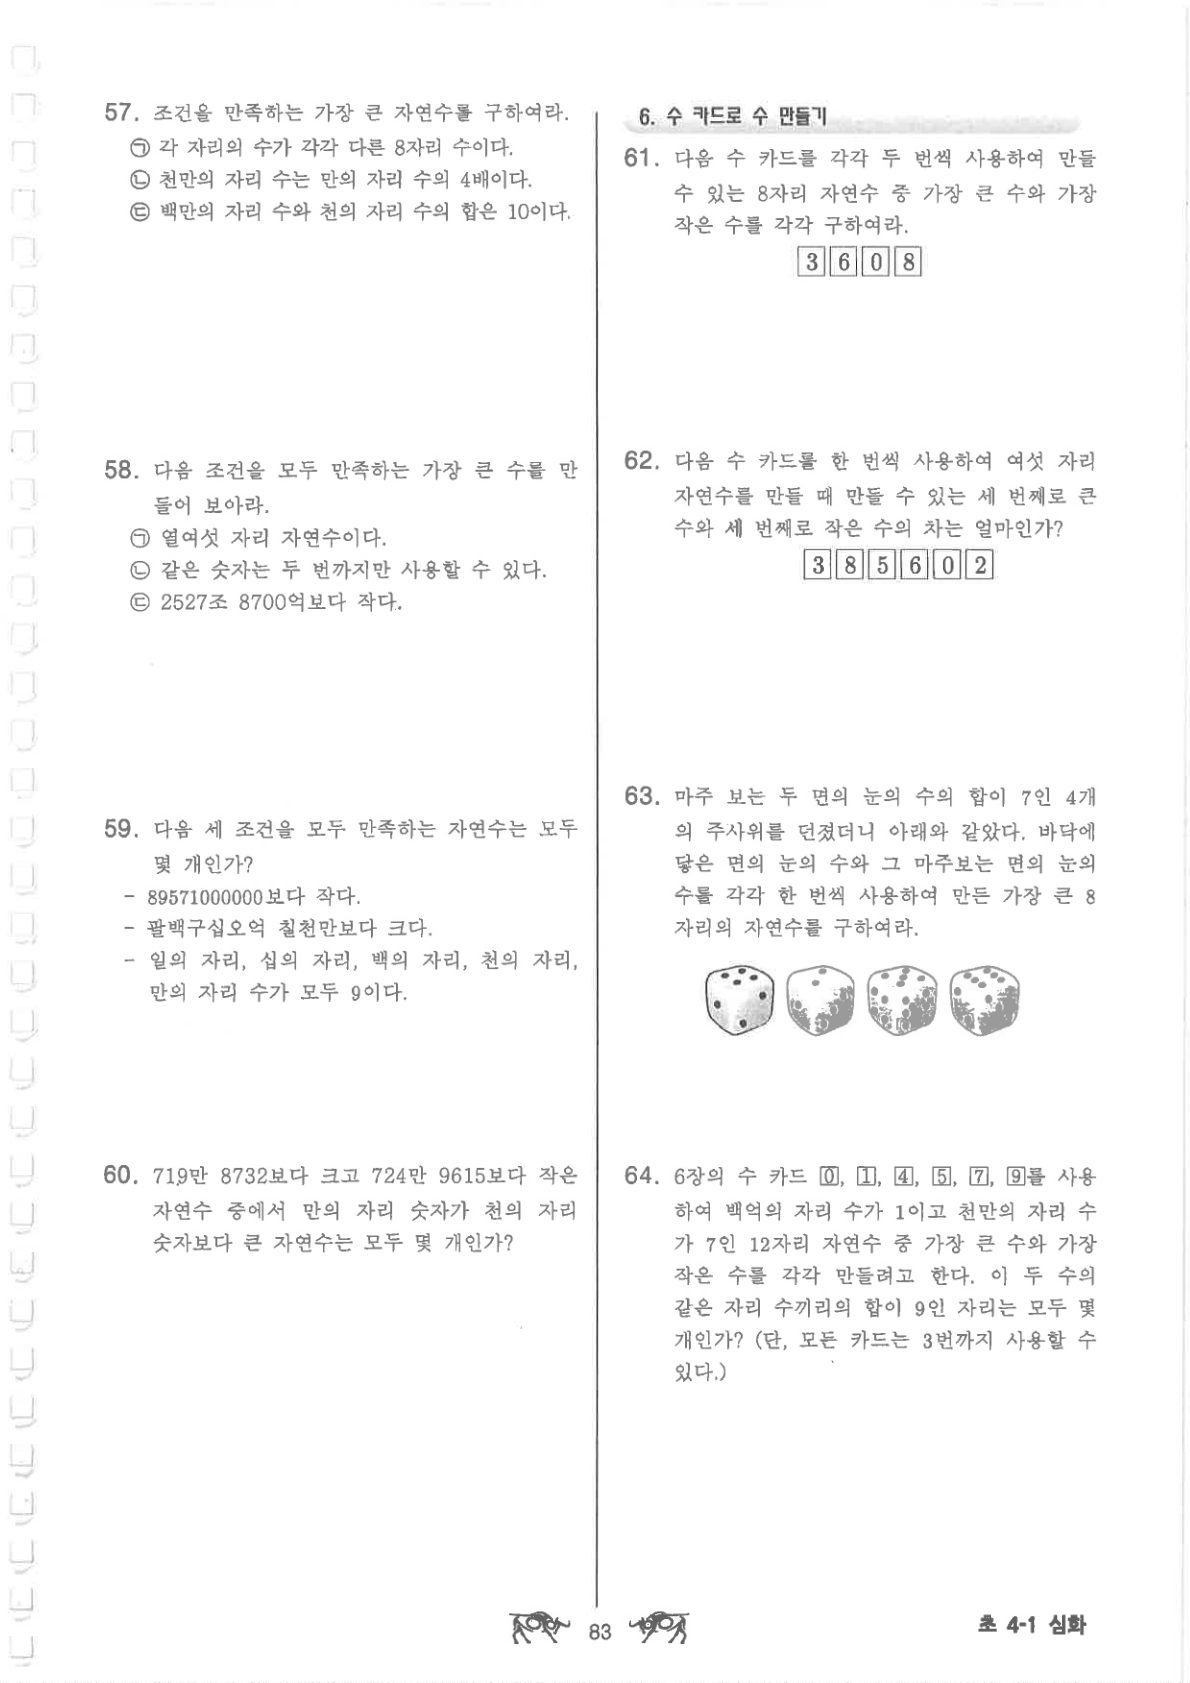 57. 조건을 만족하는 가장 큰 자연수를 구하여라.
㉠ 각 자리의 수가 각각 다른 8자리 수이다.
㉡ 천만의 자리 수는 만의 자리 수의 4배이다.
㉢ 백만의 자리 수와 천의 자리 수의 합은 10이다.
58. 다음 조건을 모두 만족하는 가장 큰 수를 만
들어 보아라.
㉠ 열여섯 자리 자연수이다.
㉡ 같은 숫자는 두 번까지만 사용할 수 있다.
㉢ 2527조 8700억보다 작다.
59. 다음 세 조건을 모두 만족하는 자연수는 모두
몇 개인가?
- 89571000000보다 작다.
- 팔백구십오억 칠천만보다 크다.
- 일의 자리, 십의 자리, 백의 자리, 천의 자리,
만의 자리 수가 모두 9이다.
60. 719만 8732보다 크고 724만 9615보다 작은
자연수 중에서 만의 자리 숫자가 천의 자리
숫자보다 큰 자연수는 모두 몇 개인가?
6. 수 카드로 수 만들기
61. 다음 수 카드를 각각 두 번씩 사용하여 만들
수 있는 8자리 자연수 중 가장 큰 수와 가장
작은 수를 각각 구하여라.
3 6 0 8
62. 다음 수 카드를 한 번씩 사용하여 여섯 자리
자연수를 만들 때 만들 수 있는 세 번째로 큰
수와 세 번째로 작은 수의 차는 얼마인가?
3 8 5 6 0 2
63. 마주 보는 두 면의 눈의 수의 합이 7인 4개
의 주사위를 던졌더니 아래와 같았다. 바닥에
닿은 면의 눈의 수와 그 마주보는 면의 눈의
수를 각각 한 번씩 사용하여 만든 가장 큰 8
자리의 자연수를 구하여라.
64. 6장의 수 카드 0, 1, 4, 5, 7, 9를 사용
하여 백억의 자리 수가 1이고 천만의 자리 수
가 7인 12자리 자연수 중 가장 큰 수와 가장
작은 수를 각각 만들려고 한다. 이 두 수의
같은 자리 수끼리의 합이 9인 자리는 모두 몇
개인가? (단, 모든 카드는 3번까지 사용할 수
있다.)
83
초 4-1 심화